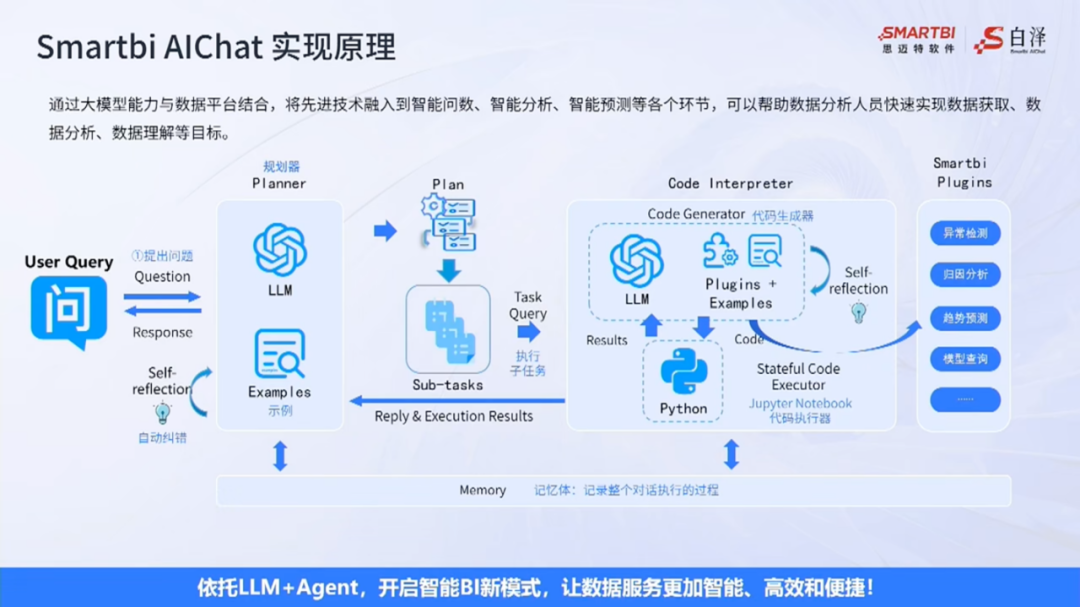 Smartbi AIChat 实现原理
SMARTBI
思迈特软件
白泽
Smartbi AIChat
通过大模型能力与数据平台结合，将先进技术融入到智能问数、智能分析、智能预测等各个环节，可以帮助数据分析人员快速实现数据获取、数
据分析、数据理解等目标。
User Query
问
①提出问题
Question
Response
Self-
reflection
自动纠错
规划器
Planner
LLM
Examples
示例
Plan
Sub-tasks
Task
Query
执行
子任务
Reply & Execution Results
Code Interpreter
Code Generator 代码生成器
LLM
Plugins +
Examples
Self-
reflection
Results
Code
Python
Stateful Code
Executor
Jupyter Notebook
代码执行器
Smartbi
Plugins
异常检测
归因分析
趋势预测
模型查询
······
Memory 记忆体：记录整个对话执行的过程
依托LLM+Agent，开启智能BI新模式，让数据服务更加智能、高效和便捷！